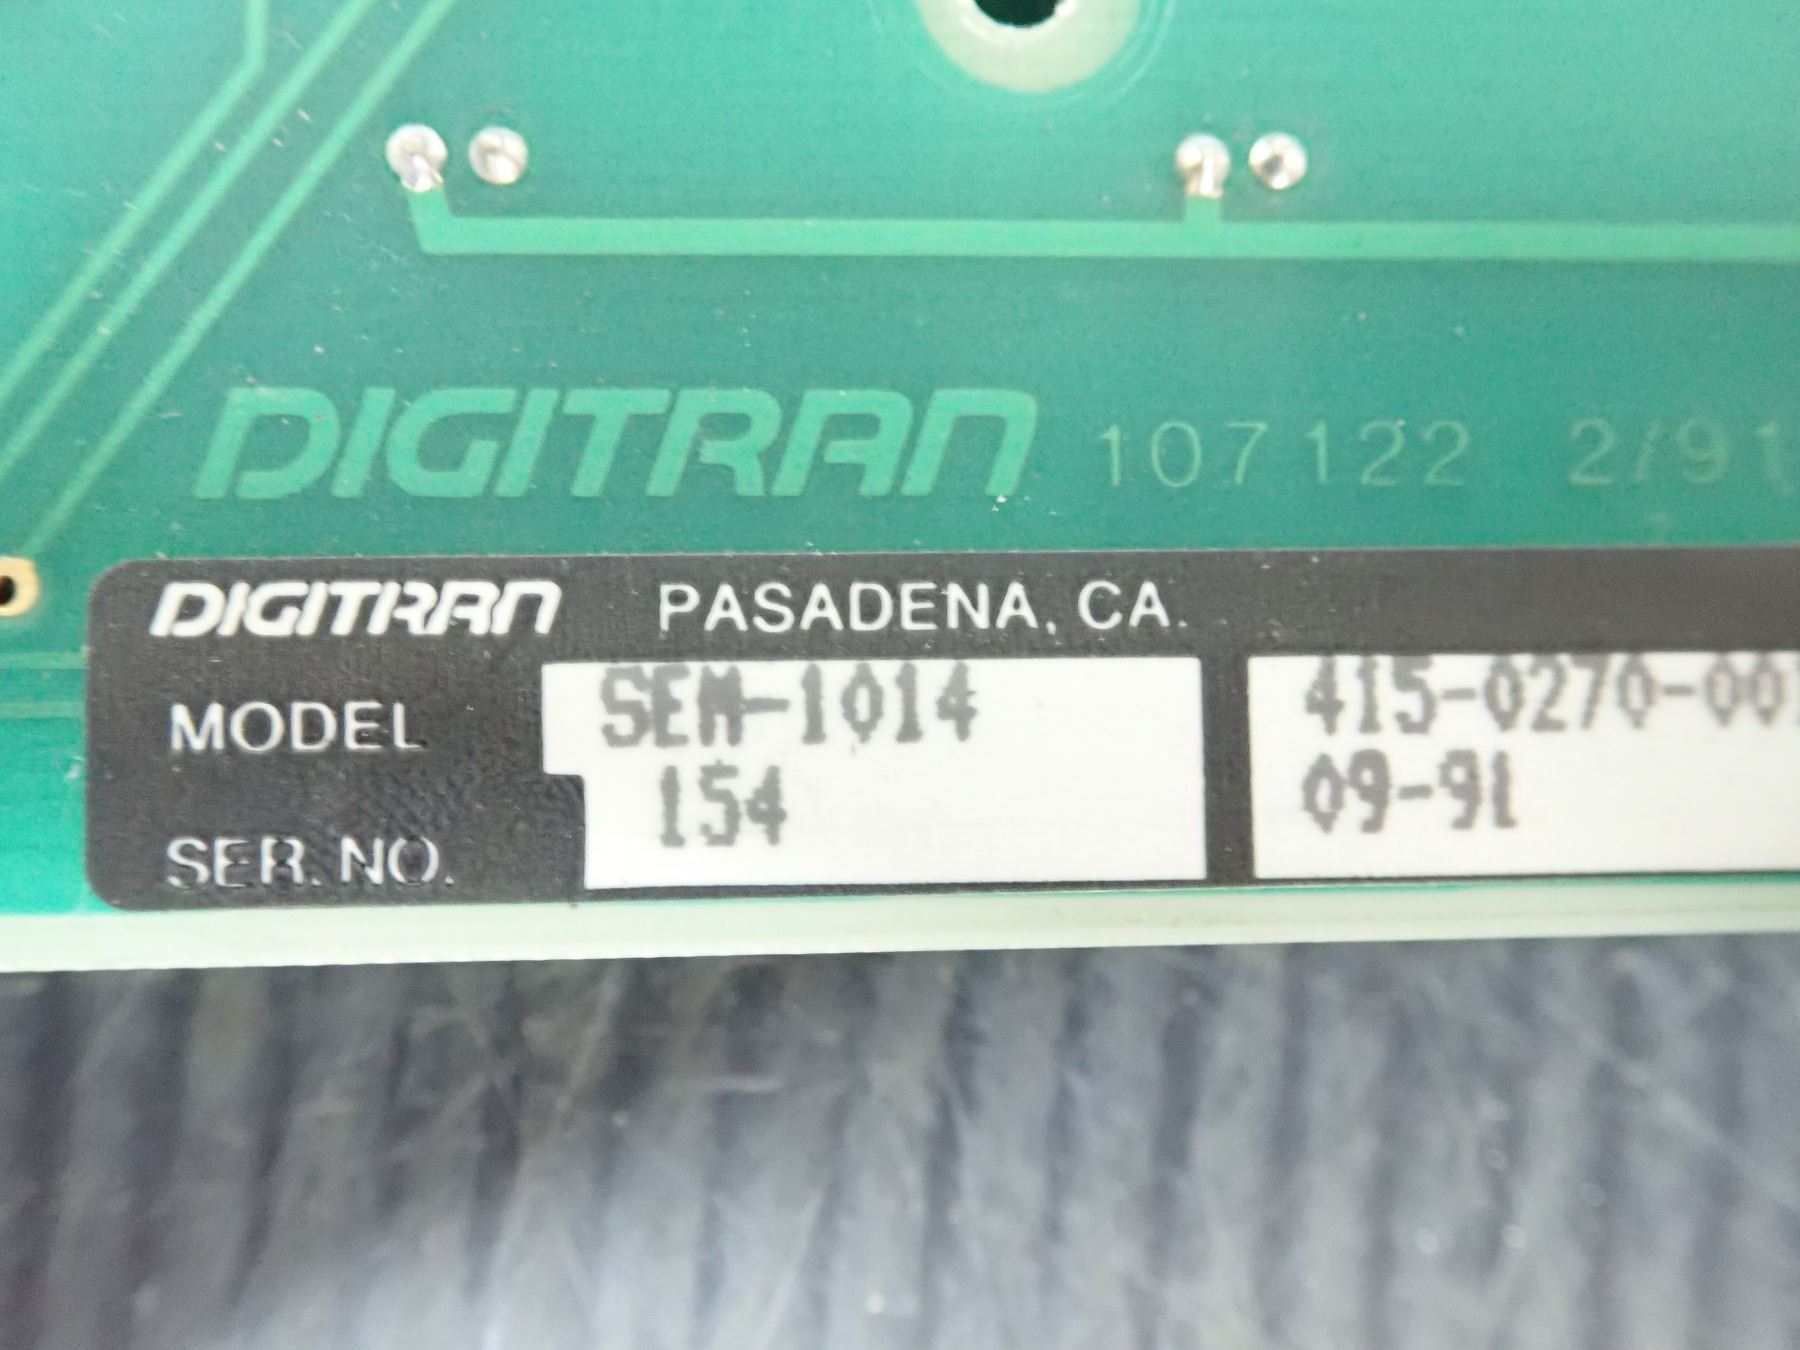 DIGITRAN 107122 2/91
DIGITRAN PASADENA, CA.
MODEL SEM-1014 415-0270-001
SER. NO. 154 09-91